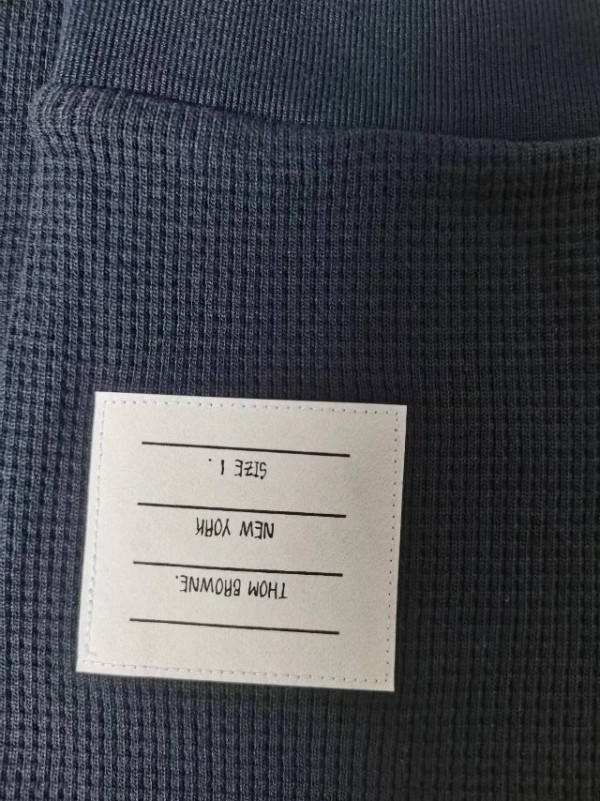 THOM BROWNE.
NEW YORK
SIZE 1.